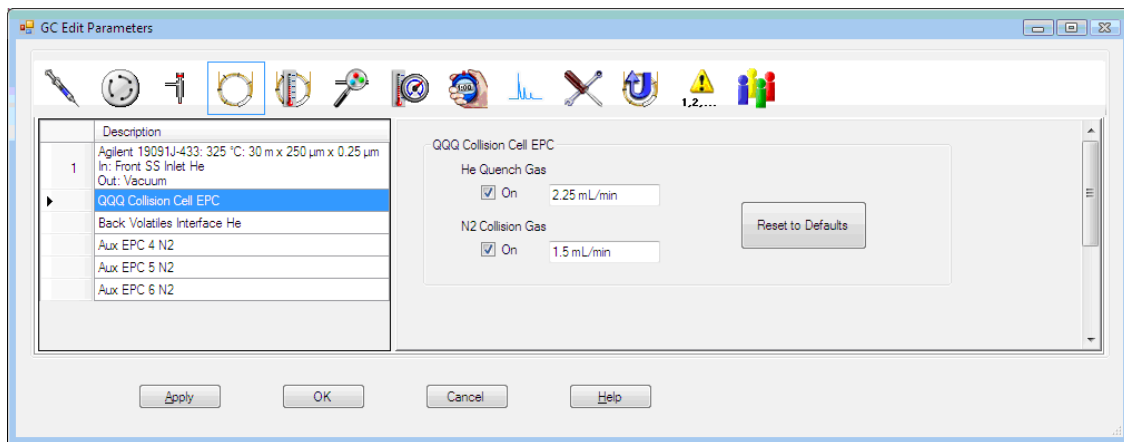 GC Edit Parameters
1:00
1,2,...
Description
1
Agilent 19091J-433: 325 °C: 30 m x 250 µm x 0.25 µm
In: Front SS Inlet He
Out: Vacuum
QQQ Collision Cell EPC
Back Volatiles Interface He
Aux EPC 4 N2
Aux EPC 5 N2
Aux EPC 6 N2
QQQ Collision Cell EPC
He Quench Gas
On 2.25 mL/min
N2 Collision Gas
On 1.5 mL/min
Reset to Defaults
Apply OK Cancel Help